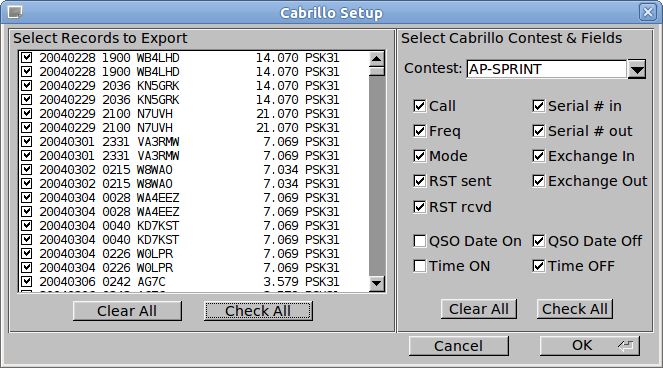 Cabrillo Setup
Select Records to Export
20040228 1900 WB4LHD 14.070 PSK31
20040228 1900 WB4LHD 14.070 PSK31
20040229 2036 KN5GRK 14.070 PSK31
20040229 2036 KN5GRK 14.070 PSK31
20040229 2100 N7UVH 21.070 PSK31
20040229 2100 N7UVH 21.070 PSK31
20040301 2331 VA3RMW 7.069 PSK31
20040301 2331 VA3RMW 7.069 PSK31
20040302 0215 W8WAO 7.034 PSK31
20040302 0215 W8WAO 7.034 PSK31
20040304 0028 WA4EEZ 7.069 PSK31
20040304 0028 WA4EEZ 7.069 PSK31
20040304 0040 KD7KST 7.069 PSK31
20040304 0040 KD7KST 7.069 PSK31
20040304 0226 W0LPR 7.069 PSK31
20040304 0226 W0LPR 7.069 PSK31
20040306 0242 AG7C 3.579 PSK31
Clear All Check All
Select Cabrillo Contest & Fields
Contest: AP-SPRINT
Call Serial # in
Freq Serial # out
Mode Exchange In
RST sent Exchange Out
RST rcvd
QSO Date On QSO Date Off
Time ON Time OFF
Clear All Check All
Cancel OK